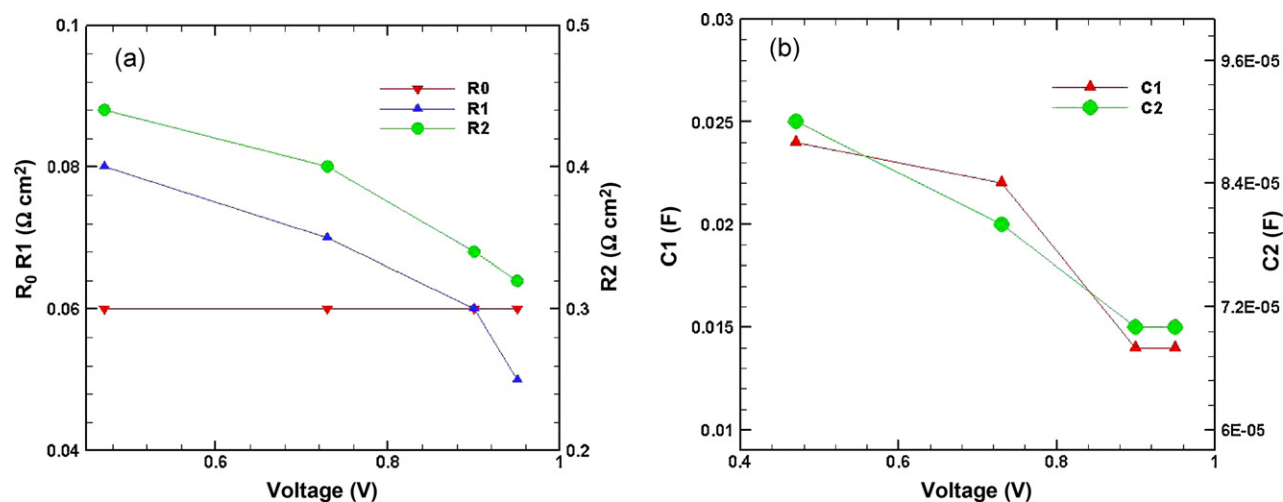 (a)
0.1
0.08
0.06
0.04
R₀ R1 (Ω cm²)
0.5
0.4
0.3
0.2
R2 (Ω cm²)
R0
R1
R2
0.6
0.8
1
Voltage (V)
(b)
0.03
0.025
0.02
0.015
0.01
C1 (F)
9.6E-05
8.4E-05
7.2E-05
6E-05
C2 (F)
C1
C2
0.4
0.6
0.8
1
Voltage (V)